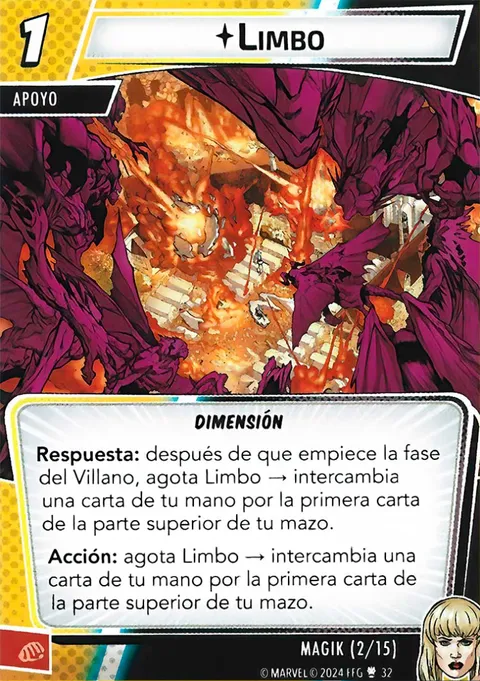 1
Limbo
APOYO
DIMENSIÓN
Respuesta: después de que empiece la fase
del Villano, agota Limbo → intercambia
una carta de tu mano por la primera carta
de la parte superior de tu mazo.
Acción: agota Limbo → intercambia una
carta de tu mano por la primera carta de
la parte superior de tu mazo.
MAGIK (2/15)
© MARVEL © 2024 FFG 32